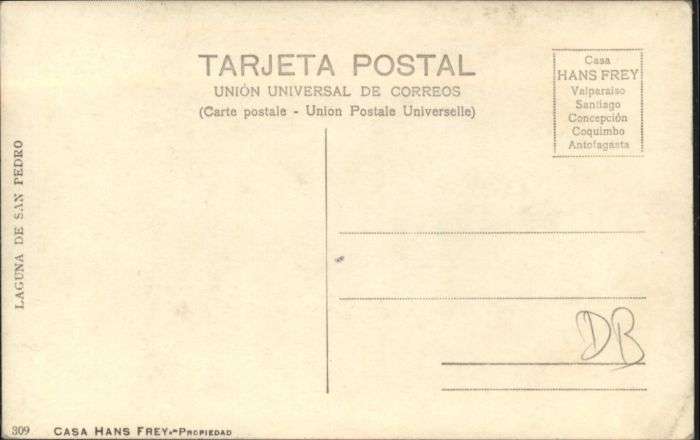 TARJETA POSTAL
UNIÓN UNIVERSAL DE CORREOS
(Carte postale - Union Postale Universelle)
Casa
HANS FREY
Valparaiso
Santiago
Concepción
Coquimbo
Antofagasta
LAGUNA DE SAN PEDRO
DB
309 CASA HANS FREY - PROPIEDAD